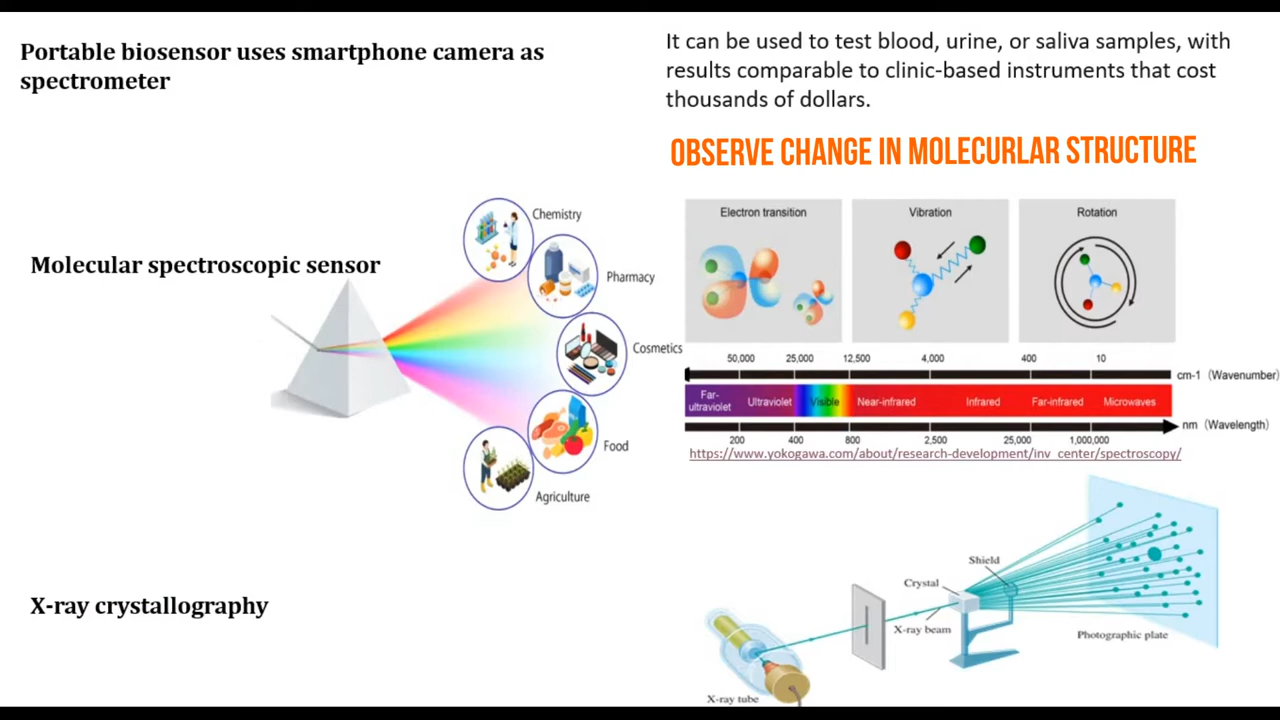 Portable biosensor uses smartphone camera as
spectrometer
It can be used to test blood, urine, or saliva samples, with
results comparable to clinic-based instruments that cost
thousands of dollars.
OBSERVE CHANGE IN MOLECURLAR STRUCTURE
Molecular spectroscopic sensor
Chemistry
Pharmacy
Cosmetics
Food
Agriculture
Electron transition
Vibration
Rotation
50,000 25,000 12,500 4,000 400 10
cm-1 (Wavenumber)
Far-
ultraviolet
Ultraviolet
Visible
Near-infrared
Infrared
Far-infrared
Microwaves
nm (Wavelength)
200 400 800 2,500 25,000 1,000,000
https://www.yokogawa.com/about/research-development/inv_center/spectroscopy/
X-ray crystallography
Shield
Crystal
X-ray beam
Photographic plate
X-ray tube